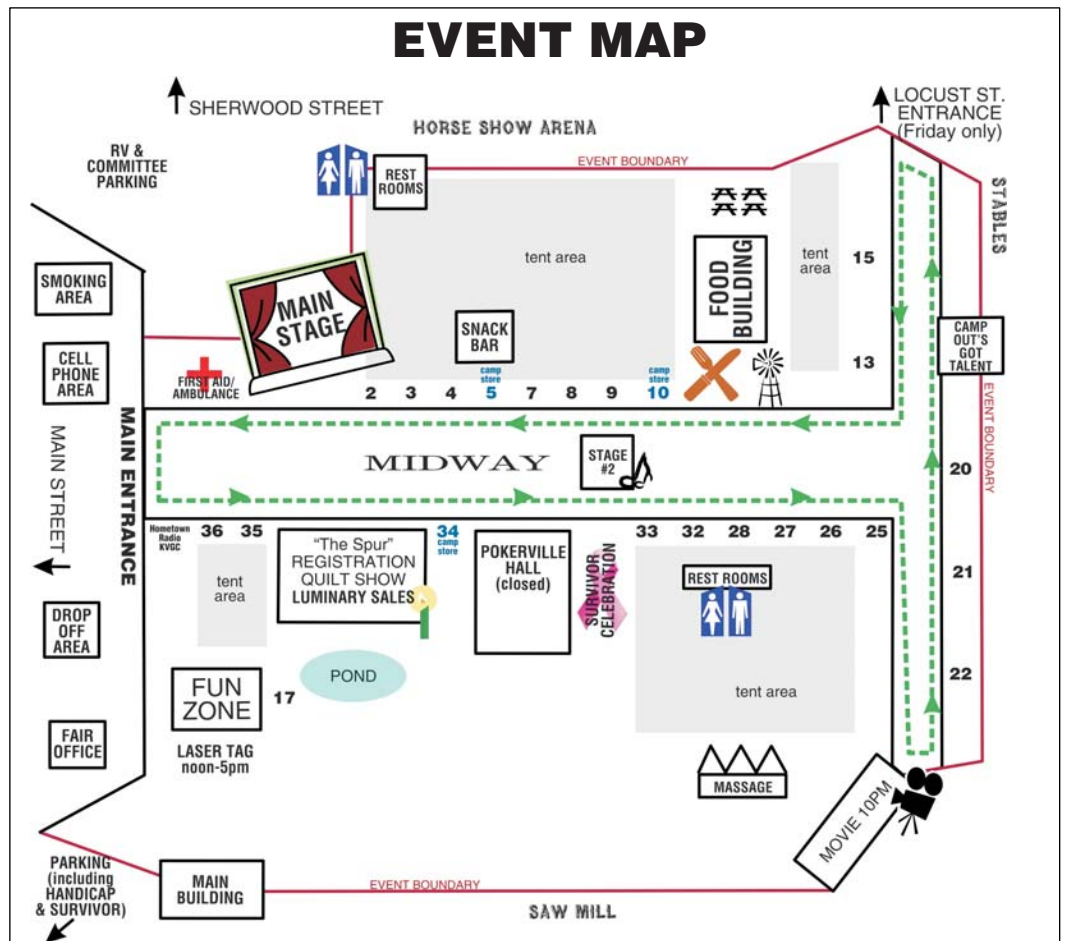 EVENT MAP
SHERWOOD STREET
LOCUST ST.
ENTRANCE
(Friday only)
HORSE SHOW ARENA
RV &
COMMITTEE
PARKING
EVENT BOUNDARY
REST
ROOMS
STABLES
tent area
tent
area
15
FOOD
BUILDING
SMOKING
AREA
MAIN
STAGE
SNACK
BAR
CAMP
OUT'S
GOT
TALENT
CELL
PHONE
AREA
FIRST AID/
AMBULANCE
camp
store
camp
store
13
2
3
4
5
7
8
9
10
EVENT BOUNDARY
MAIN STREET
MAIN ENTRANCE
MIDWAY
STAGE
#2
20
Hometown
Radio
KVGC
36
35
34
camp
store
33
32
28
27
26
25
"The Spur"
REGISTRATION
QUILT SHOW
LUMINARY SALES
POKERVILLE
HALL
(closed)
SURVIVOR
CELEBRATION
REST ROOMS
21
tent
area
DROP
OFF
AREA
22
POND
FUN
ZONE
17
tent area
FAIR
OFFICE
LASER TAG
noon-5pm
MASSAGE
MOVIE 10PM
PARKING
(including
HANDICAP
& SURVIVOR)
MAIN
BUILDING
EVENT BOUNDARY
SAW MILL